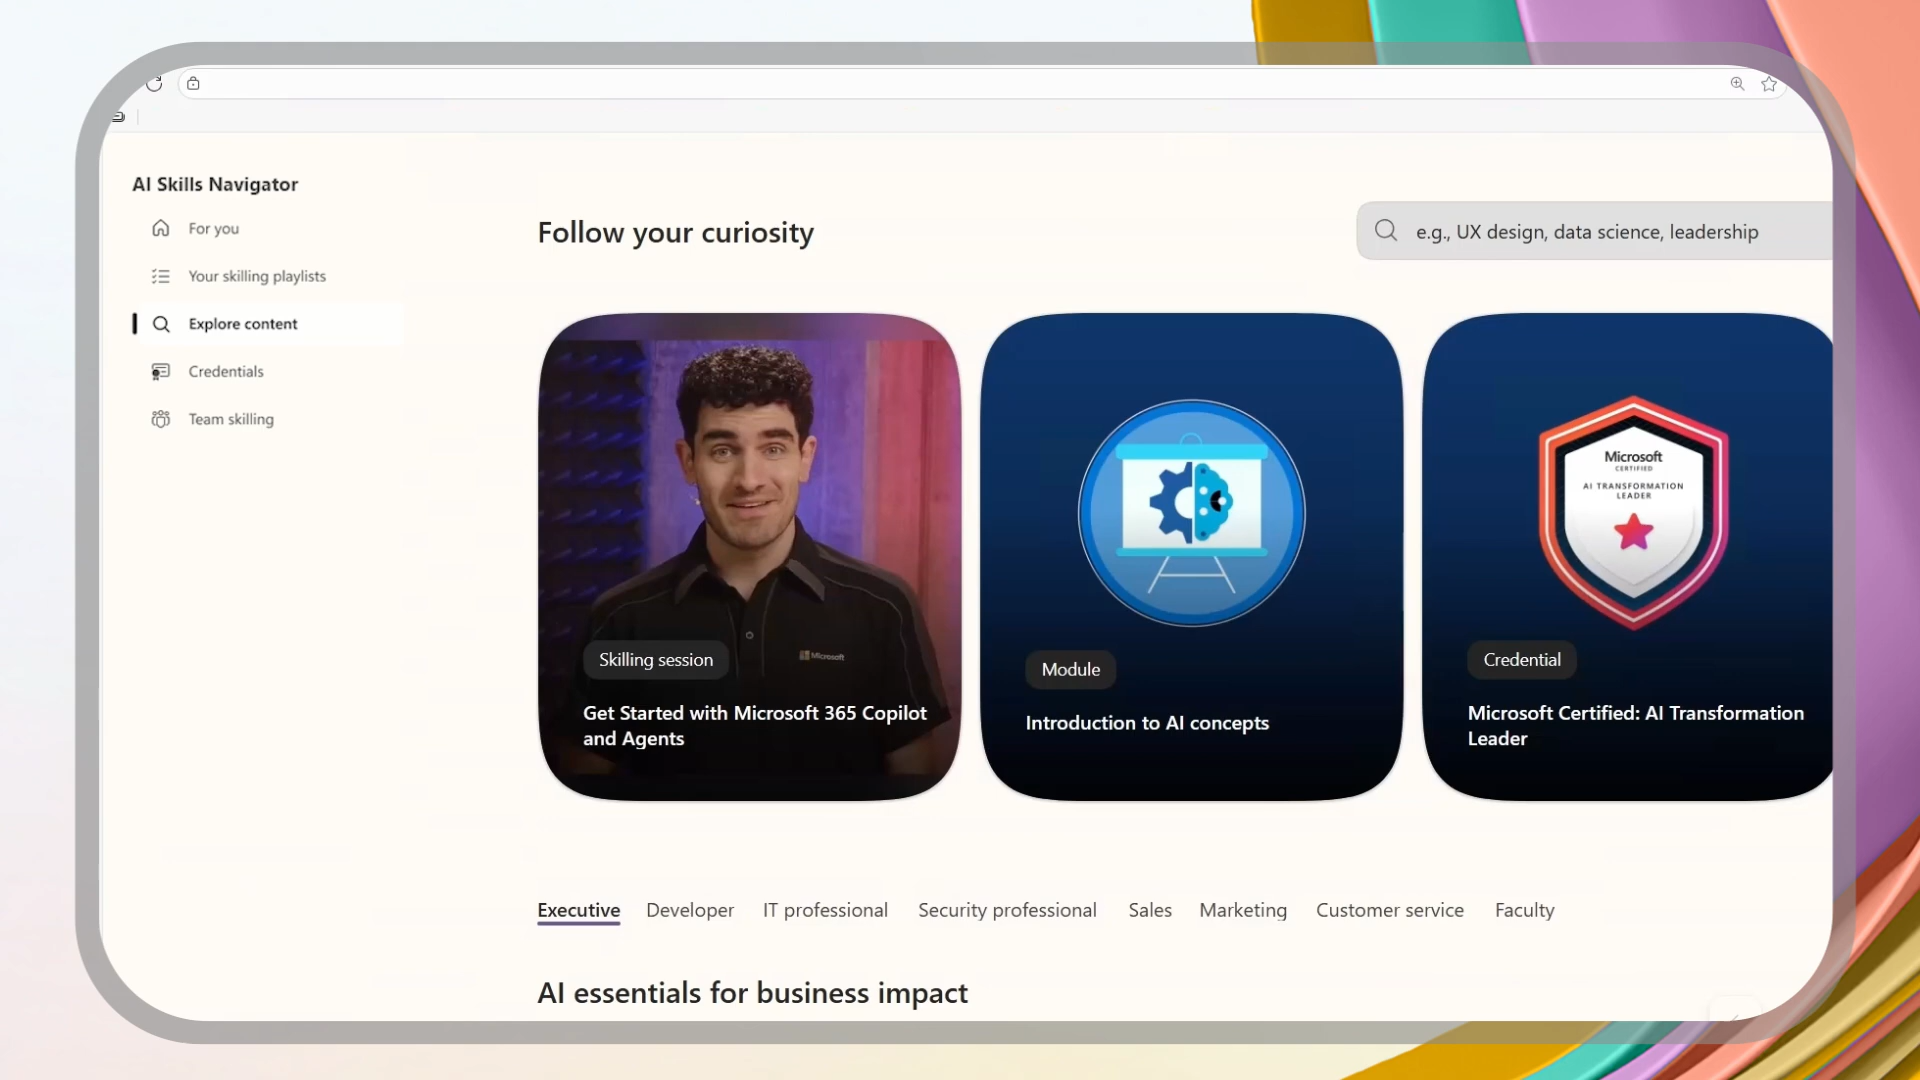 AI Skills Navigator
For you
Your skilling playlists
Explore content
Credentials
Team skilling
Follow your curiosity
e.g., UX design, data science, leadership
Microsoft
Skilling session
Get Started with Microsoft 365 Copilot
and Agents
Module
Introduction to AI concepts
Microsoft
CERTIFIED
AI TRANSFORMATION
LEADER
Credential
Microsoft Certified: AI Transformation
Leader
Executive Developer IT professional Security professional Sales Marketing Customer service Faculty
AI essentials for business impact